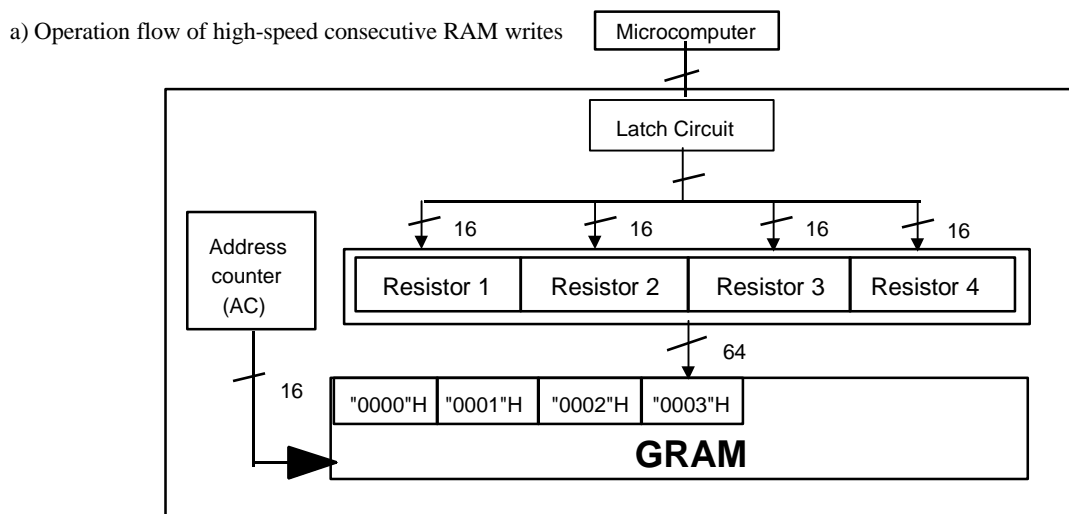 a) Operation flow of high-speed consecutive RAM writes
Microcomputer
Latch Circuit
16 16 16 16
Address
counter
(AC)
Resistor 1 Resistor 2 Resistor 3 Resistor 4
64
16
"0000"H "0001"H "0002"H "0003"H
GRAM